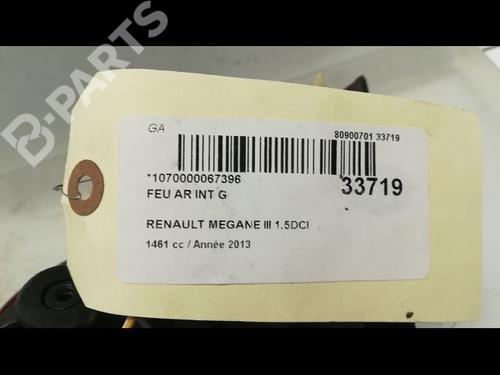 B-PARTS
GA
80900701 33719
*1070000067396
33719
FEU AR INT G
RENAULT MEGANE III 1.5DCI
1461 cc / Année 2013